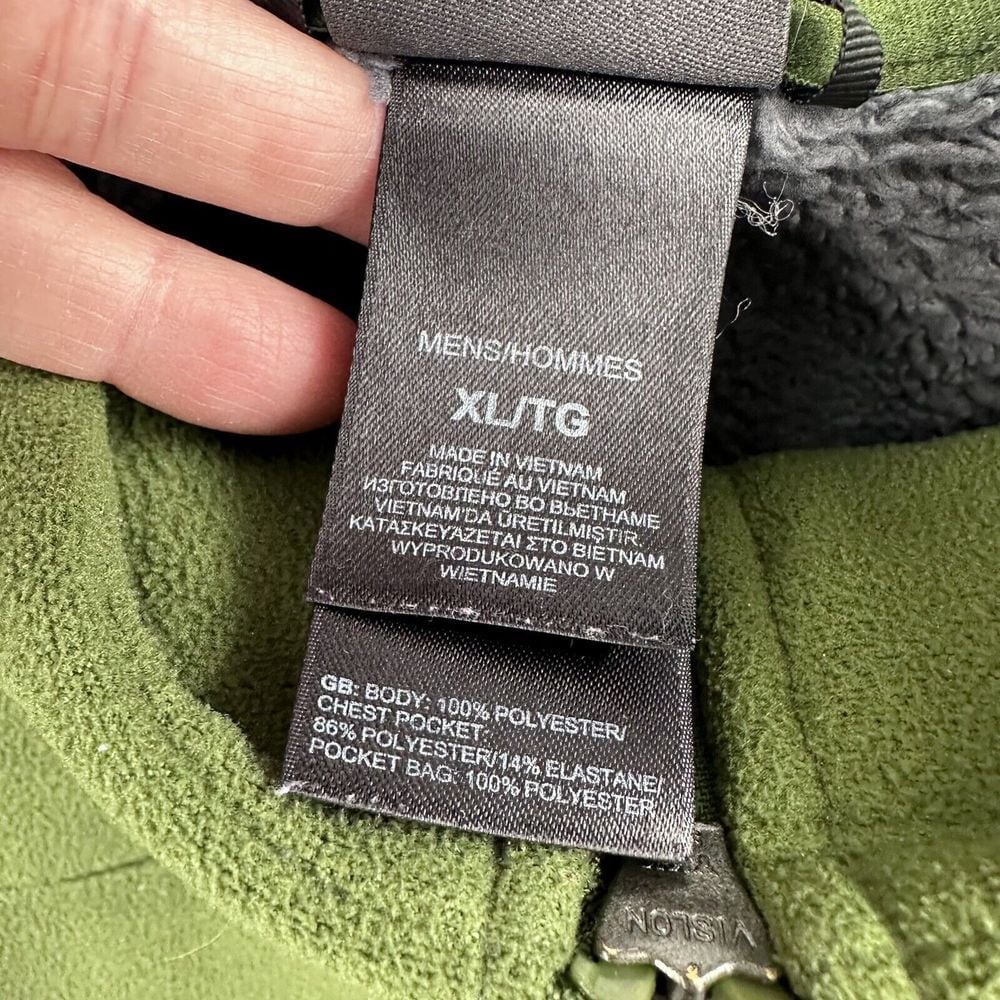 MENS/HOMMES
XL/TG
MADE IN VIETNAM
FABRIQUÉ AU VIETNAM
ИЗГОТОВЛЕНО ВО ВЬЕТНАМЕ
VIETNAM'DA ÜRETILMIŞTIR.
ΚΑΤΑΣΚΕΥΑΖΕΤΑΙ ΣΤΟ ΒΙΕΤΝΑΜ
WYPRODUKOWANO W
WIETNAMIE
GB: BODY: 100% POLYESTER/
CHEST POCKET:
86% POLYESTER/14% ELASTANE/
POCKET BAG: 100% POLYESTER
VISLON